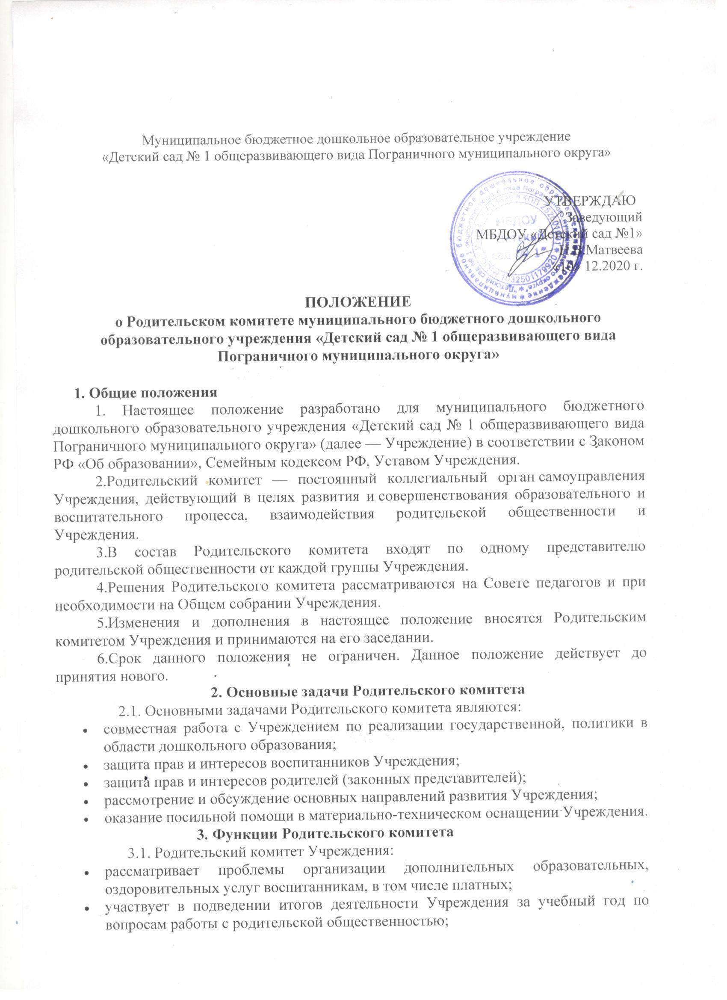 Муниципальное бюджетное дошкольное образовательное учреждение
«Детский сад № 1 общеразвивающего вида Пограничного муниципального округа»
УТВЕРЖДАЮ
Заведующий
МБДОУ «Детский сад №1»
Н.В.Матвеева
«10» 12.2020 г.
ПОЛОЖЕНИЕ
о Родительском комитете муниципального бюджетного дошкольного
образовательного учреждения «Детский сад № 1 общеразвивающего вида
Пограничного муниципального округа»
1. Общие положения
1. Настоящее положение разработано для муниципального бюджетного
дошкольного образовательного учреждения «Детский сад № 1 общеразвивающего вида
Пограничного муниципального округа» (далее — Учреждение) в соответствии с Законом
РФ «Об образовании», Семейным кодексом РФ, Уставом Учреждения.
2.Родительский комитет — постоянный коллегиальный орган самоуправления
Учреждения, действующий в целях развития и совершенствования образовательного и
воспитательного процесса, взаимодействия родительской общественности и
Учреждения.
3.В состав Родительского комитета входят по одному представителю
родительской общественности от каждой группы Учреждения.
4.Решения Родительского комитета рассматриваются на Совете педагогов и при
необходимости на Общем собрании Учреждения.
5.Изменения и дополнения в настоящее положение вносятся Родительским
комитетом Учреждения и принимаются на его заседании.
6.Срок данного положения не ограничен. Данное положение действует до
принятия нового.
2. Основные задачи Родительского комитета
2.1. Основными задачами Родительского комитета являются:
• совместная работа с Учреждением по реализации государственной, политики в
области дошкольного образования;
• защита прав и интересов воспитанников Учреждения;
• защита прав и интересов родителей (законных представителей);
• рассмотрение и обсуждение основных направлений развития Учреждения;
• оказание посильной помощи в материально-техническом оснащении Учреждения.
3. Функции Родительского комитета
3.1. Родительский комитет Учреждения:
• рассматривает проблемы организации дополнительных образовательных,
оздоровительных услуг воспитанникам, в том числе платных;
• участвует в подведении итогов деятельности Учреждения за учебный год по
вопросам работы с родительской общественностью;
муниципальное бюджетное дошкольное образовательное учреждение
МБДОУ
"Детский
сад № 1"